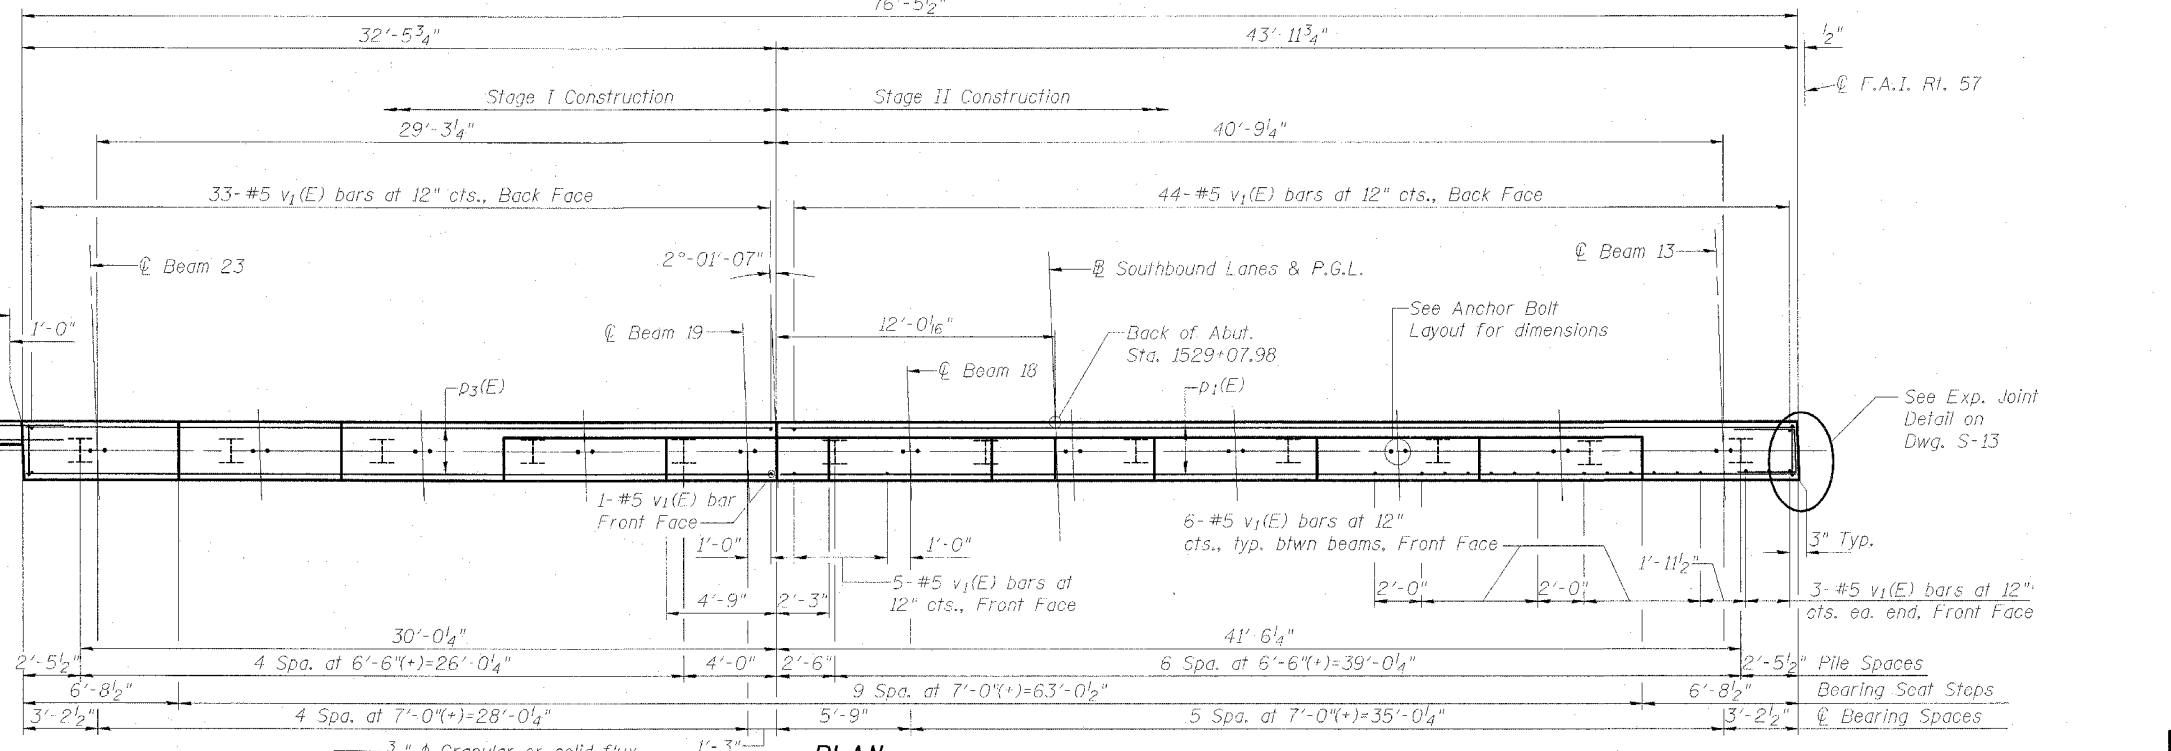 76'-5½"
32'-5¾"
43'-11¾"
½"
℄ F.A.I. Rt. 57
Stage I Construction
Stage II Construction
29'-3¼"
40'-9¼"
33-#5 v₁(E) bars at 12" cts., Back Face
44-#5 v₁(E) bars at 12" cts., Back Face
℄ Beam 23
2°-01'-07"
Southbound Lanes & P.G.L.
℄ Beam 13
1'-0"
℄ Beam 19
12'-0⅟₁₆"
Back of Abut.
Sta. 1529+07.98
See Anchor Bolt
Layout for dimensions
℄ Beam 18
p₃(E)
p₁(E)
See Exp. Joint
Detail on
Dwg. S-13
1-#5 v₁(E) bar
Front Face
1'-0"
1'-0"
6-#5 v₁(E) bars at 12"
cts., typ. btwn beams, Front Face
3" Typ.
1'-11½"
5-#5 v₁(E) bars at
12" cts., Front Face
4'-9"
2'-3"
2'-0"
2'-0"
3-#5 v₁(E) bars at 12"
cts. ea. end, Front Face
30'-0¼"
41'-6¼"
2'-5½"
4 Spa. at 6'-6"(+)=26'-0¼"
4'-0"
2'-6"
6 Spa. at 6'-6"(+)=39'-0¼"
2'-5½"
Pile Spaces
6'-8½"
9 Spa. at 7'-0"(+)=63'-0½"
6'-8½"
Bearing Seat Steps
3'-2½"
4 Spa. at 7'-0"(+)=28'-0¼"
5'-9"
5 Spa. at 7'-0"(+)=35'-0¼"
3'-2½"
℄ Bearing Spaces
Granular or solid flux
1'-3"
PLAN